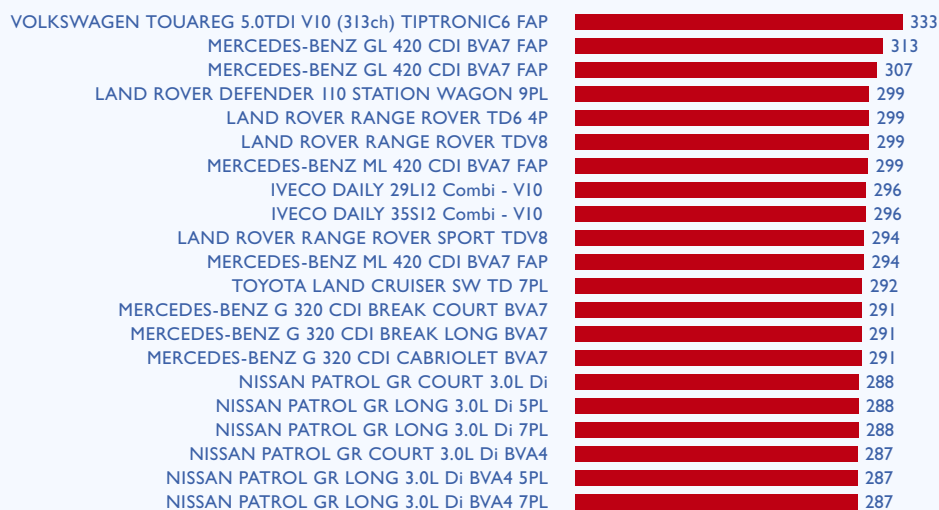 VOLKSWAGEN TOUAREG 5.0TDI V10 (313ch) TIPTRONIC6 FAP 333
MERCEDES-BENZ GL 420 CDI BVA7 FAP 313
MERCEDES-BENZ GL 420 CDI BVA7 FAP 307
LAND ROVER DEFENDER 110 STATION WAGON 9PL 299
LAND ROVER RANGE ROVER TD6 4P 299
LAND ROVER RANGE ROVER TDV8 299
MERCEDES-BENZ ML 420 CDI BVA7 FAP 299
IVECO DAILY 29L12 Combi - V10 296
IVECO DAILY 35S12 Combi - V10 296
LAND ROVER RANGE ROVER SPORT TDV8 294
MERCEDES-BENZ ML 420 CDI BVA7 FAP 294
TOYOTA LAND CRUISER SW TD 7PL 292
MERCEDES-BENZ G 320 CDI BREAK COURT BVA7 291
MERCEDES-BENZ G 320 CDI BREAK LONG BVA7 291
MERCEDES-BENZ G 320 CDI CABRIOLET BVA7 291
NISSAN PATROL GR COURT 3.0L Di 288
NISSAN PATROL GR LONG 3.0L Di 5PL 288
NISSAN PATROL GR LONG 3.0L Di 7PL 288
NISSAN PATROL GR COURT 3.0L Di BVA4 287
NISSAN PATROL GR LONG 3.0L Di BVA4 5PL 287
NISSAN PATROL GR LONG 3.0L Di BVA4 7PL 287